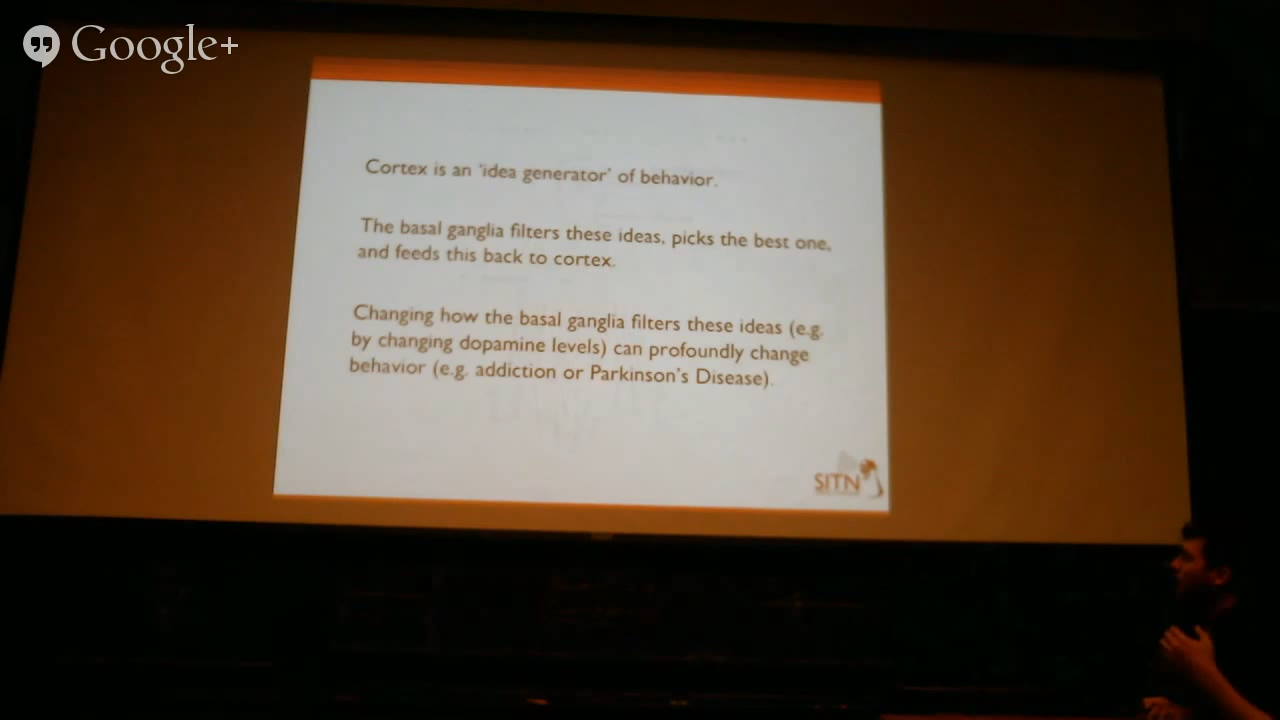 Google+
Cortex is an 'idea generator' of behavior.
The basal ganglia filters these ideas, picks the best one,
and feeds this back to cortex.
Changing how the basal ganglia filters these ideas (e.g.
by changing dopamine levels) can profoundly change
behavior (e.g. addiction or Parkinson's Disease).
SITN